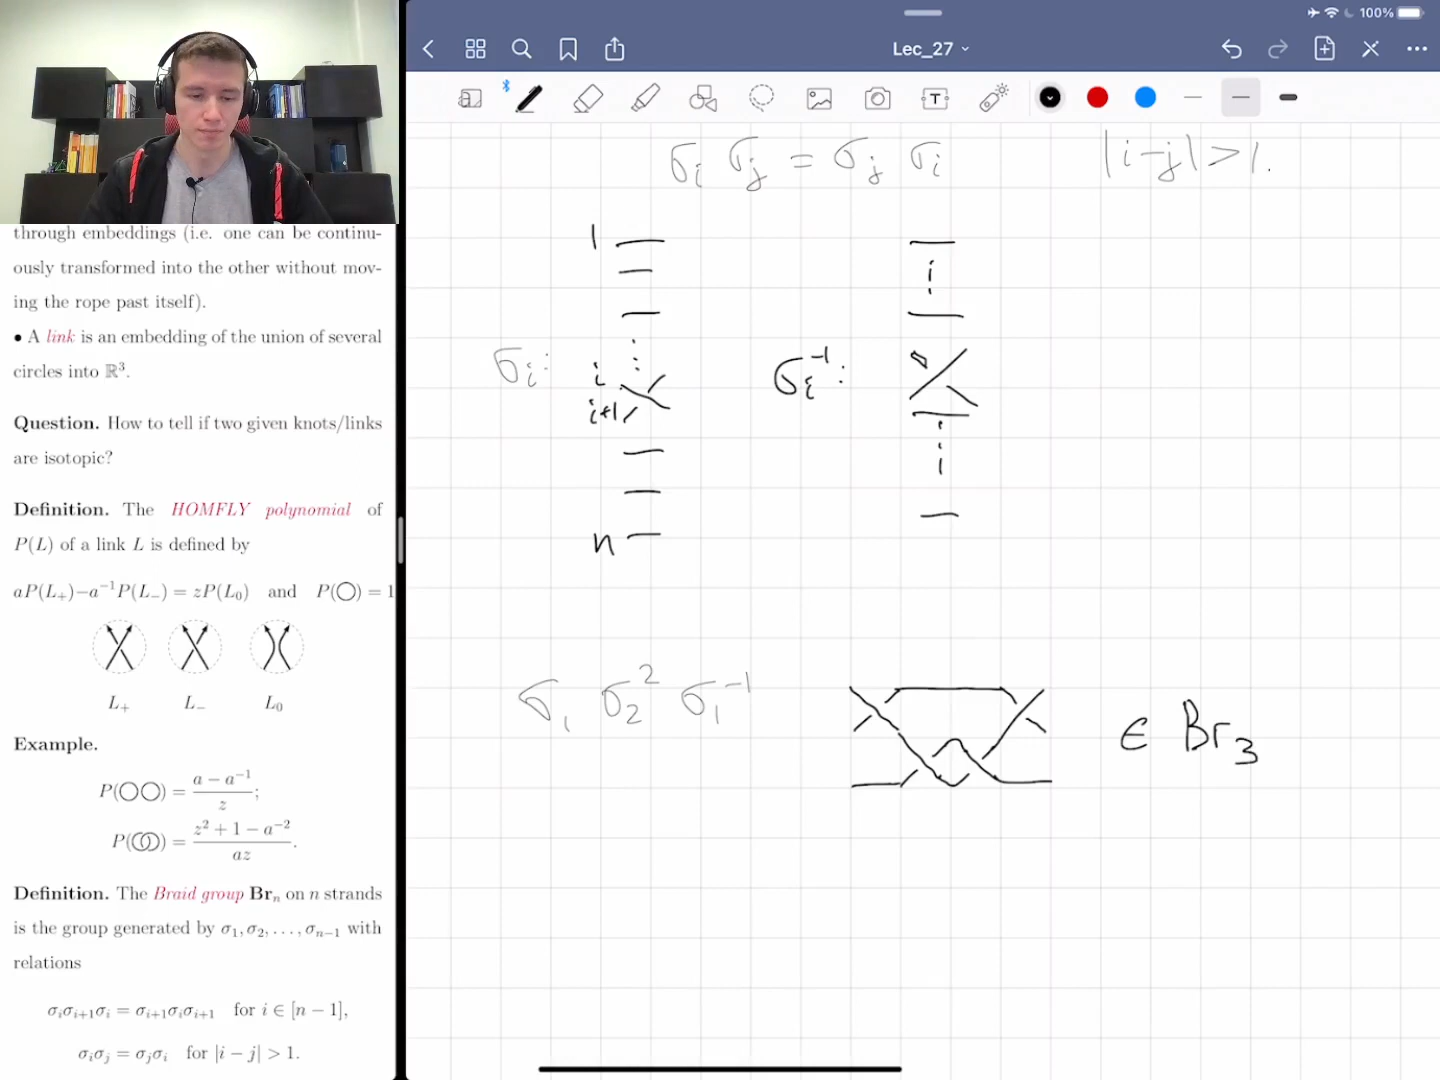 100%
Lec_27
through embeddings (i.e. one can be continu-
ously transformed into the other without mov-
ing the rope past itself).
• A link is an embedding of the union of several
circles into ℝ³.
Question. How to tell if two given knots/links
are isotopic?
Definition. The HOMFLY polynomial of
P(L) of a link L is defined by
aP(L₊)−a⁻¹P(L₋) = zP(L₀) and P(◯) = 1
L₊ L₋ L₀
Example.
P(◯◯) = (a − a⁻¹)/z;
P(◯◯) = (z² + 1 − a⁻²)/(az).
Definition. The Braid group Brₙ on n strands
is the group generated by σ₁, σ₂, . . . , σₙ₋₁ with
relations
σᵢσᵢ₊₁σᵢ = σᵢ₊₁σᵢσᵢ₊₁ for i ∈ [n − 1],
σᵢσⱼ = σⱼσᵢ for |i − j| > 1.
σᵢ σⱼ = σⱼ σᵢ |i-j|>1.
1
σᵢ: i σᵢ⁻¹:
i+1
n
σ₁ σ₂² σ₁⁻¹ ∈ Br₃